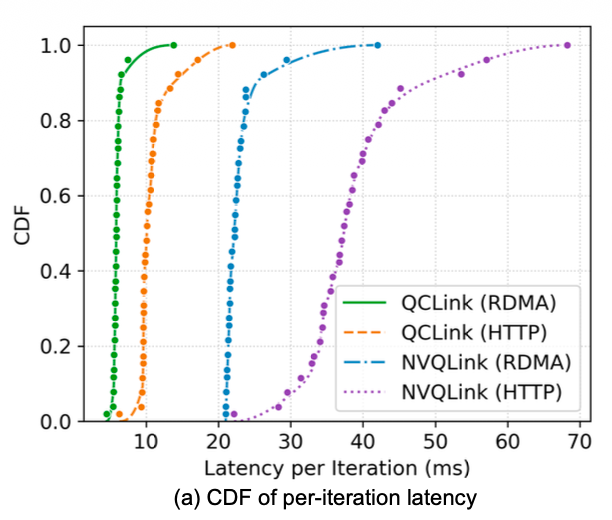 1.0
0.8
0.6
0.4
0.2
0.0
CDF
10 20 30 40 50 60 70
Latency per Iteration (ms)
QCLink (RDMA)
QCLink (HTTP)
NVQLink (RDMA)
NVQLink (HTTP)
(a) CDF of per-iteration latency